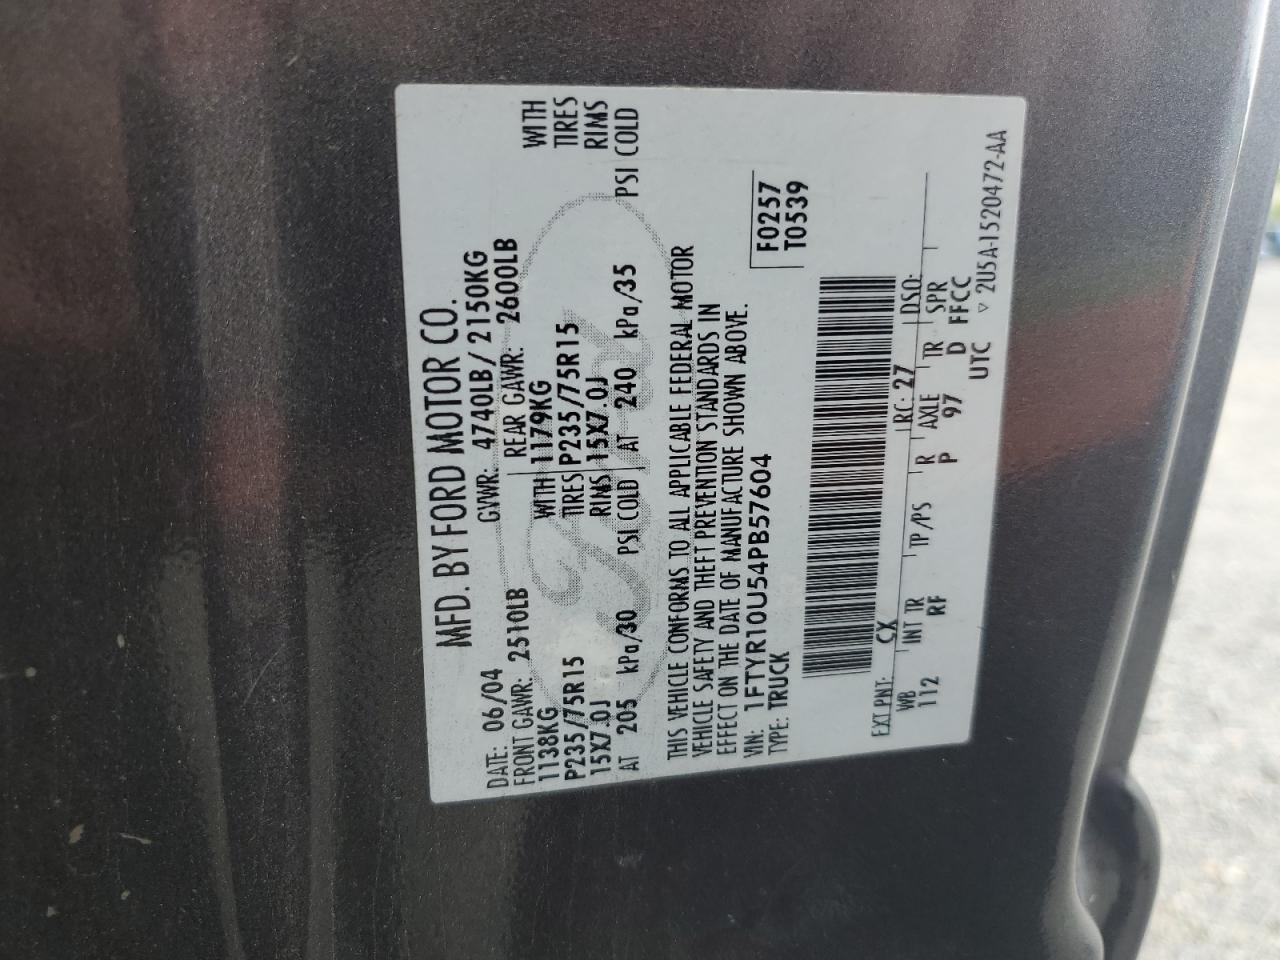 MFD. BY FORD MOTOR CO.
DATE: 06/04 GVWR: 4740LB/ 2150KG
FRONT GAWR: 2510LB REAR GAWR: 2600LB
1138KG WITH 1179KG WITH
P235/75R15 TIRES P235/75R15 TIRES
15X7.0J RIMS 15X7.0J RIMS
AT 205 kPa/30 PSI COLD AT 240 kPa/35 PSI COLD
THIS VEHICLE CONFORMS TO ALL APPLICABLE FEDERAL MOTOR
VEHICLE SAFETY AND THEFT PREVENTION STANDARDS IN
EFFECT ON THE DATE OF MANUFACTURE SHOWN ABOVE.
VIN: 1FTYR10U54PB57604
TYPE: TRUCK
F0257
T0539
EXT PNT: CX RC: 27 DSO:
WB INT TR TP/PS R AXLE TR SPR
112 RF P 97 D FFCC
UTC ▽ 2U5A-1520472-AA
Ford